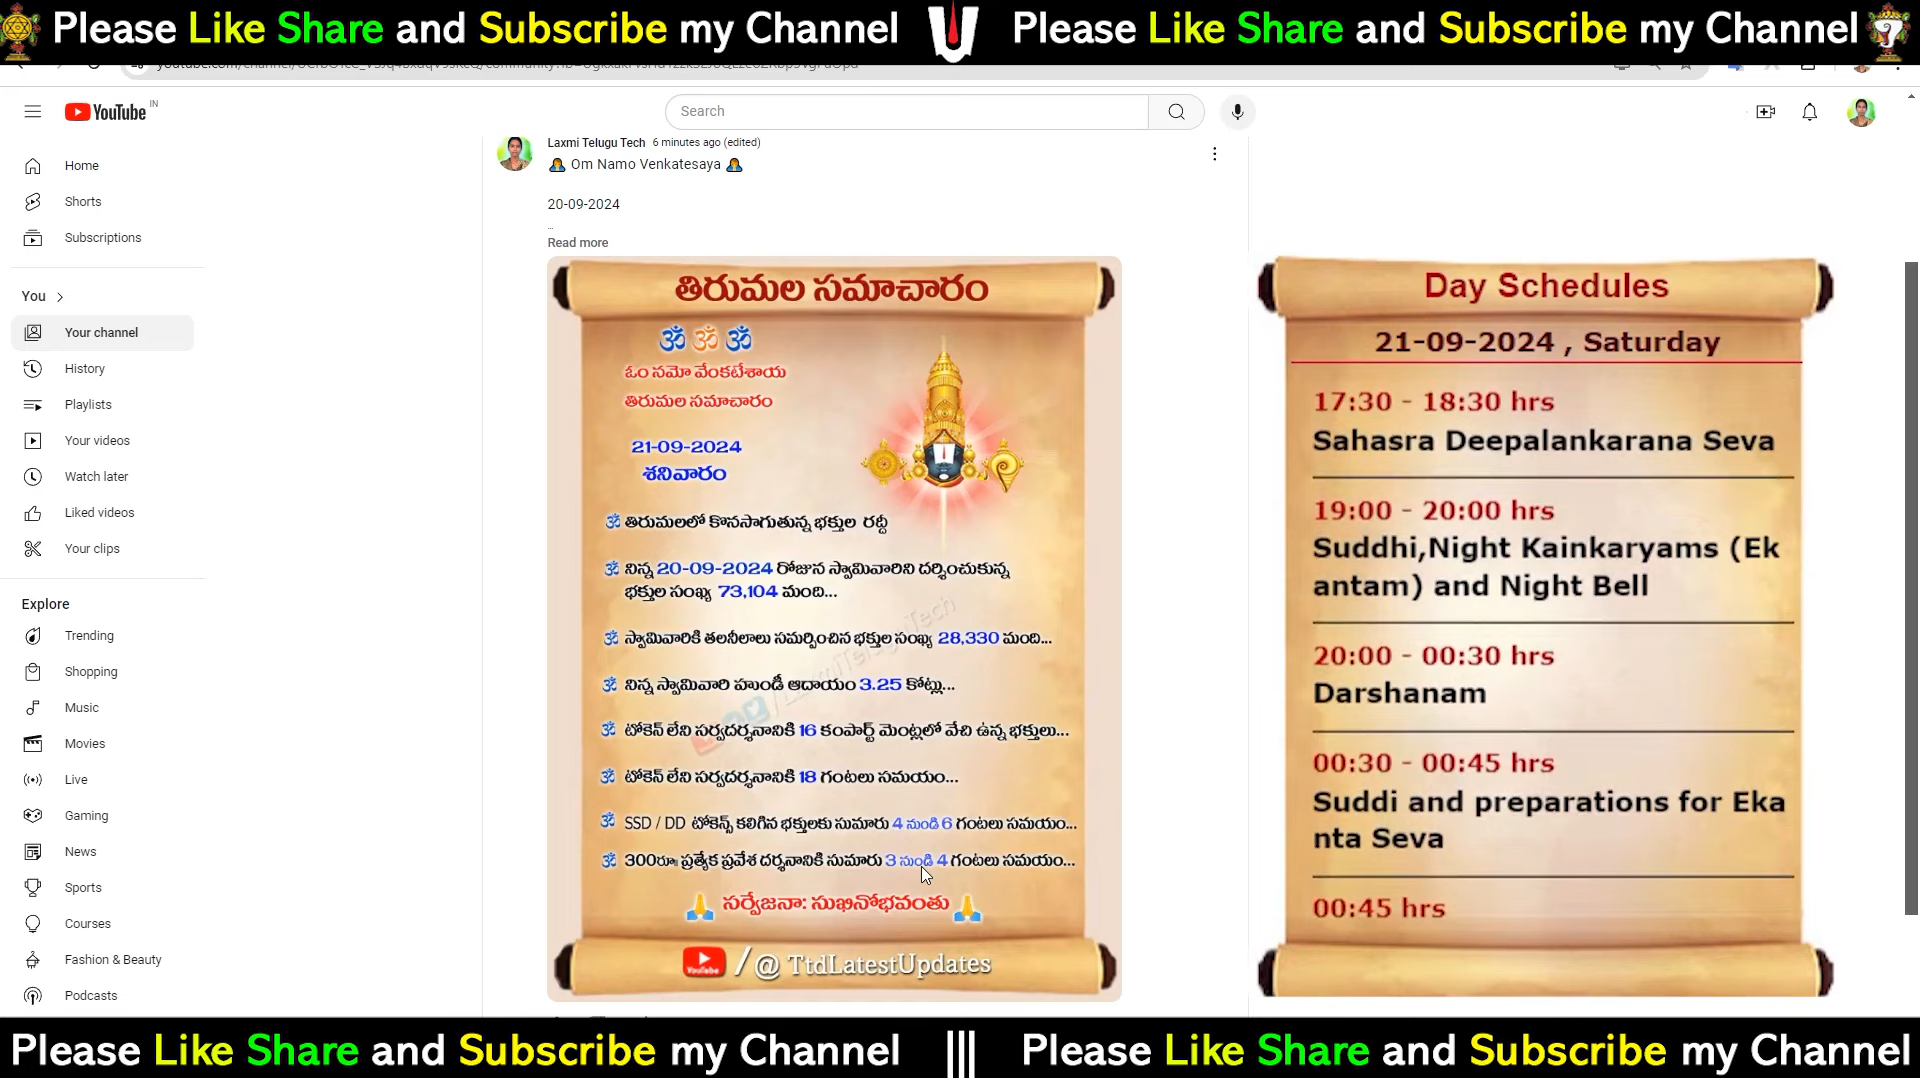 Please Like Share and Subscribe my Channel
Please Like Share and Subscribe my Channel
YouTube IN
Search
Home
Shorts
Subscriptions
You
Your channel
History
Playlists
Your videos
Watch later
Liked videos
Your clips
Explore
Trending
Shopping
Music
Movies
Live
Gaming
News
Sports
Courses
Fashion & Beauty
Podcasts
Laxmi Telugu Tech 6 minutes ago (edited)
Om Namo Venkatesaya
20-09-2024
...
Read more
తిరుమల సమాచారం
ॐ ॐ ॐ
ఓం నమో వేంకటేశాయ
తిరుమల సమాచారం
21-09-2024
శనివారం
ॐ తిరుమలలో కొనసాగుతున్న భక్తుల రద్దీ
ॐ నిన్న 20-09-2024 రోజున స్వామివారిని దర్శించుకున్న
భక్తుల సంఖ్య 73,104 మంది...
ॐ స్వామివారికి తలనీలాలు సమర్పించిన భక్తుల సంఖ్య 28,330 మంది...
ॐ నిన్న స్వామివారి హుండీ ఆదాయం 3.25 కోట్లు...
ॐ టోకెన్ లేని సర్వదర్శనానికి 16 కంపార్ట్ మెంట్లలో వేచి ఉన్న భక్తులు...
ॐ టోకెన్ లేని సర్వదర్శనానికి 18 గంటలు సమయం...
ॐ SSD / DD టోకెన్స్ కలిగిన భక్తులకు సుమారు 4 నుండి 6 గంటలు సమయం...
ॐ 300రూ ప్రత్యేక ప్రవేశ దర్శనానికి సుమారు 3 నుండి 4 గంటలు సమయం...
సర్వేజనా: సుఖినోభవంతు
YouTube /@ TtdLatestUpdates
/LaxmiTeluguTech
Day Schedules
21-09-2024 , Saturday
17:30 - 18:30 hrs
Sahasra Deepalankarana Seva
19:00 - 20:00 hrs
Suddhi,Night Kainkaryams (Ek
antam) and Night Bell
20:00 - 00:30 hrs
Darshanam
00:30 - 00:45 hrs
Suddi and preparations for Eka
nta Seva
00:45 hrs
Please Like Share and Subscribe my Channel
|||
Please Like Share and Subscribe my Channel